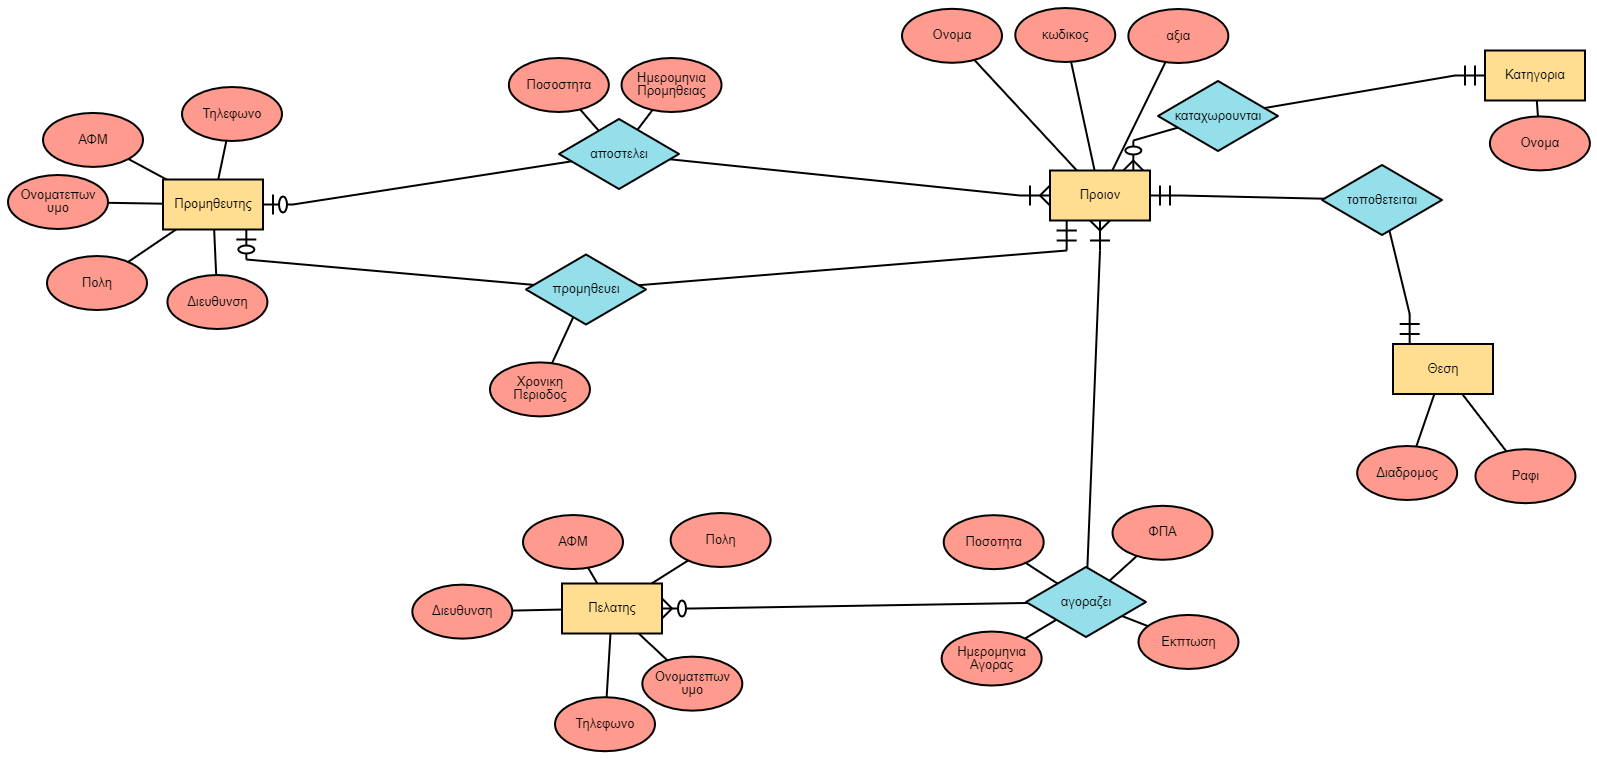 Ονομα
κωδικος
αξια
Κατηγορια
Ονομα
καταχωρουνται
Ποσοστητα
Ημερομηνια
Προμηθειας
αποστελει
Τηλεφωνο
ΑΦΜ
Ονοματεπων
υμο
Προμηθευτης
Πολη
Διευθυνση
Προιον
τοποθετειται
προμηθευει
Χρονικη
Περιοδος
Θεση
Διαδρομος
Ραφι
ΑΦΜ
Πολη
Διευθυνση
Πελατης
Ονοματεπων
υμο
Τηλεφωνο
Ποσοτητα
ΦΠΑ
αγοραζει
Ημερομηνια
Αγορας
Εκπτωση